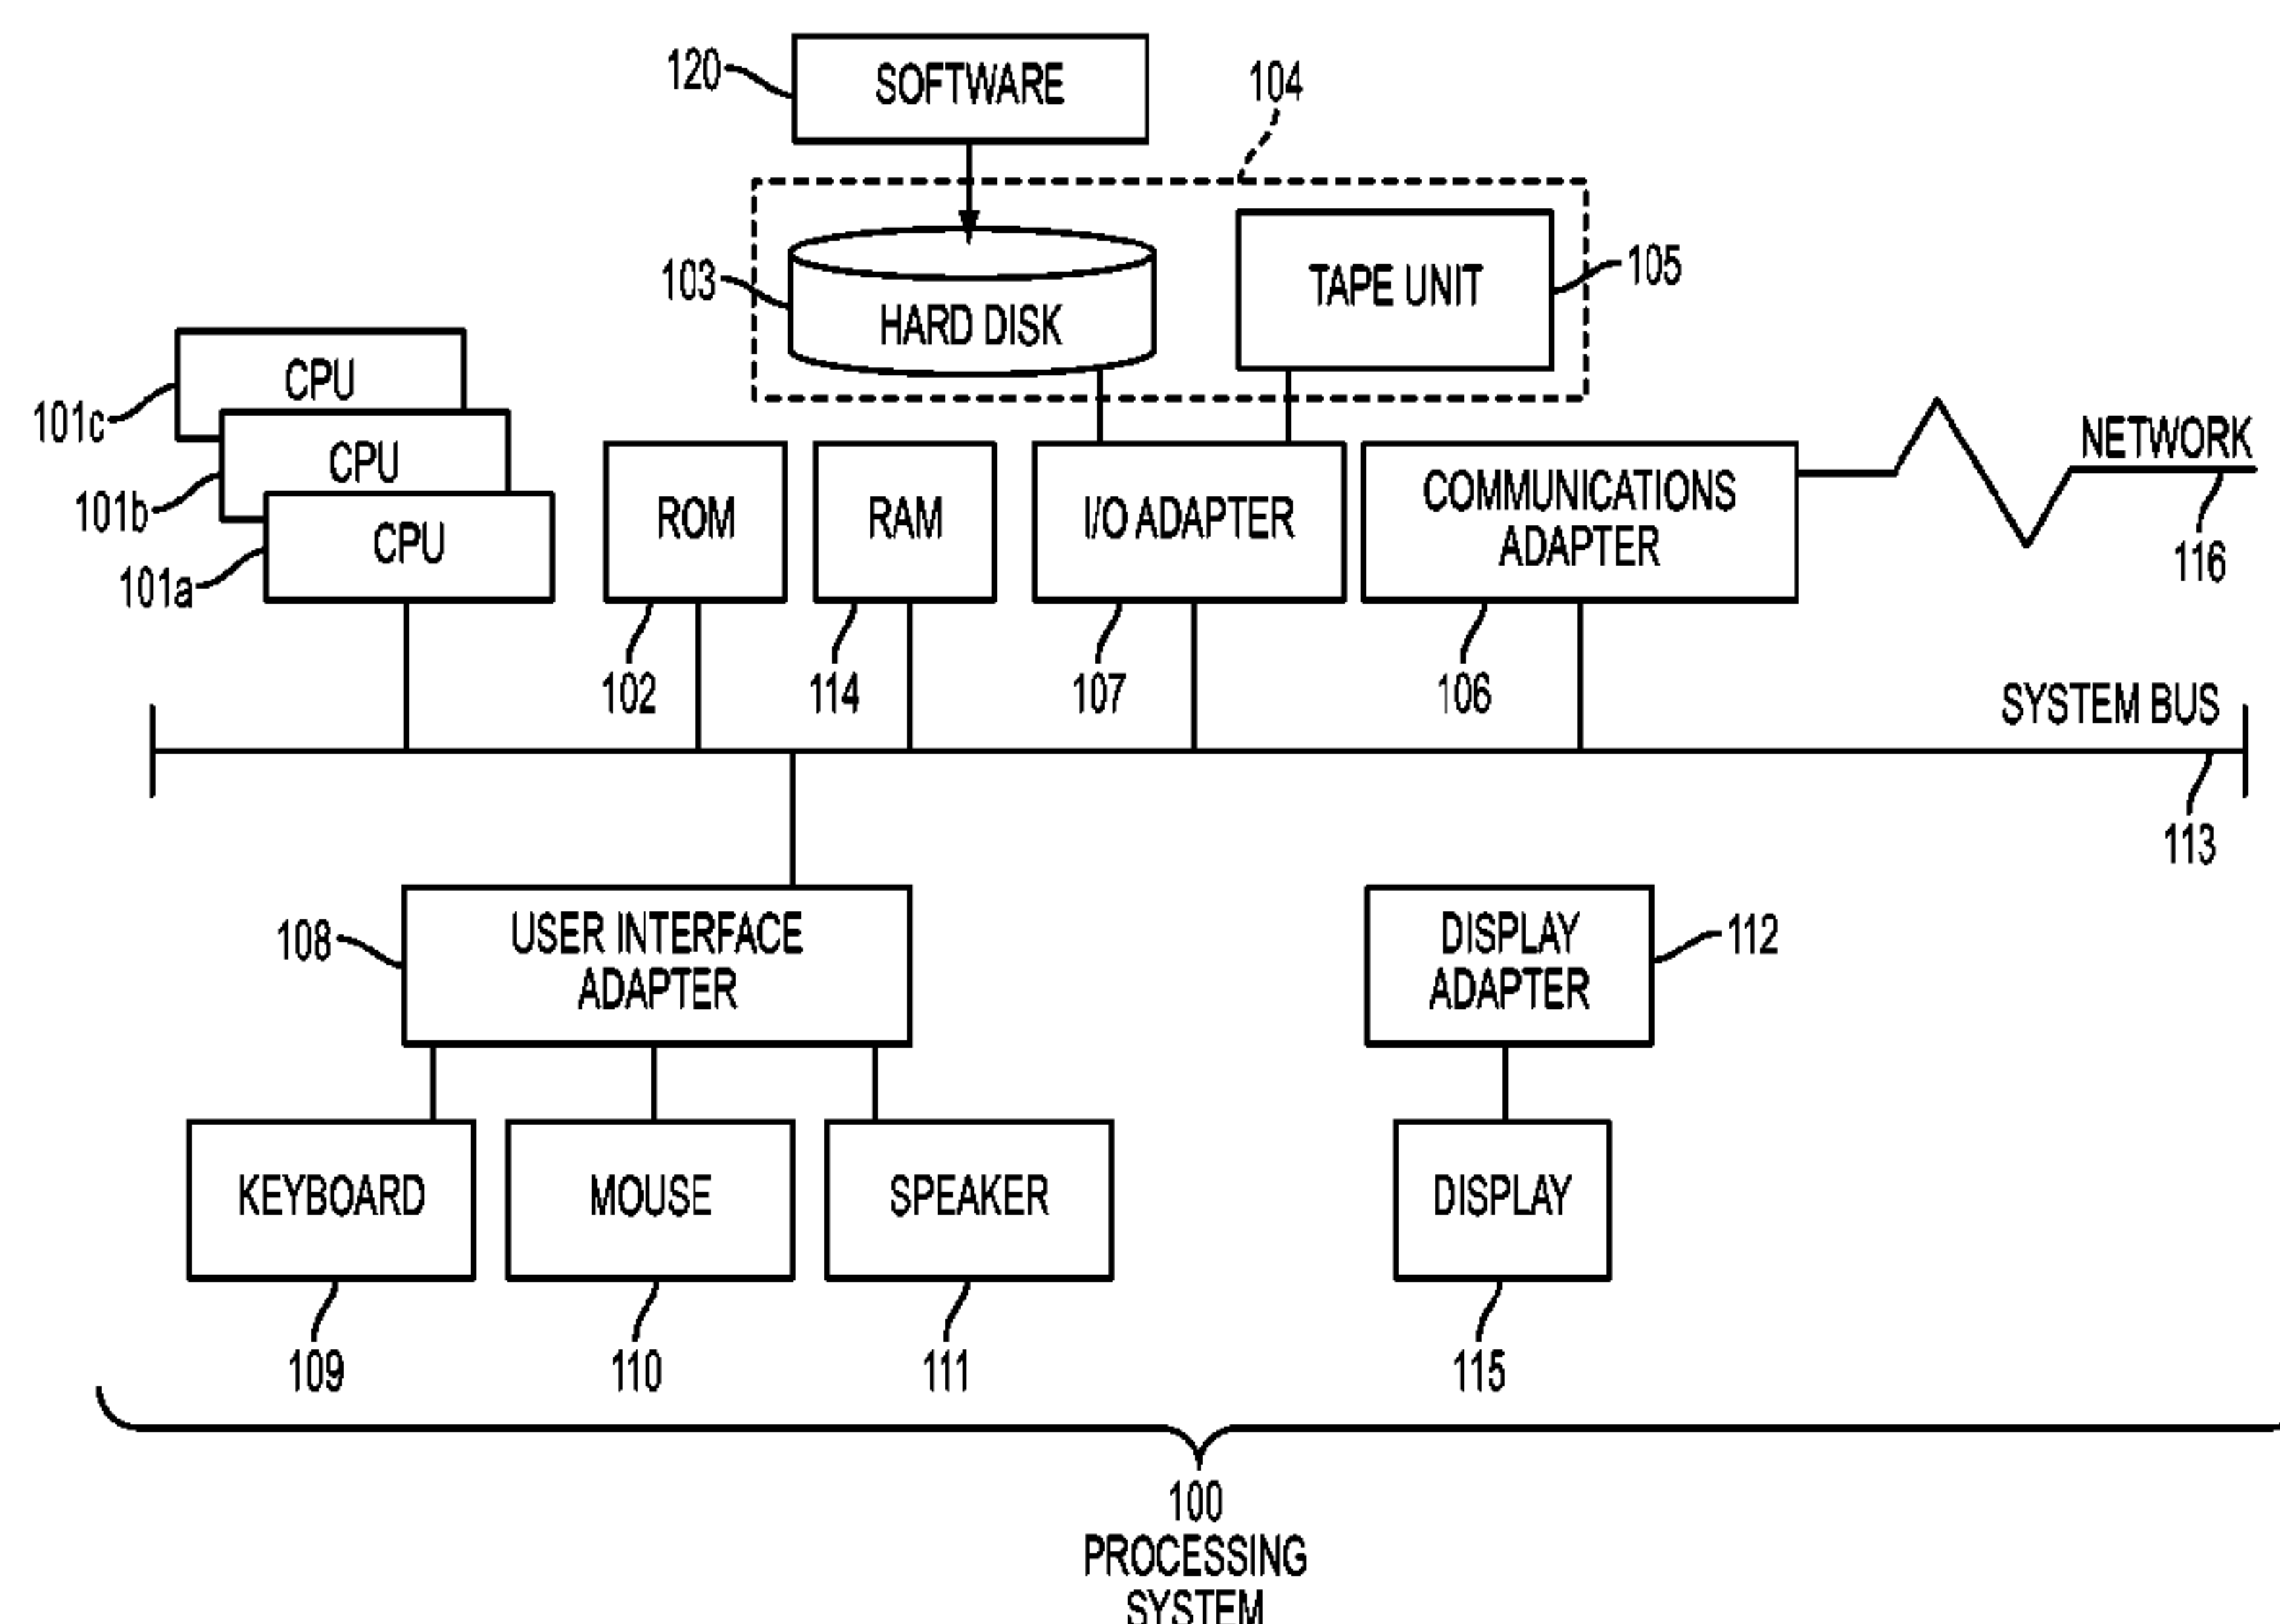 120
SOFTWARE
104
103
HARD DISK
TAPE UNIT
105
101c
CPU
101b
CPU
101a
CPU
ROM
RAM
I/O ADAPTER
COMMUNICATIONS
ADAPTER
NETWORK
116
102
114
107
106
SYSTEM BUS
113
108
USER INTERFACE
ADAPTER
DISPLAY
ADAPTER
112
KEYBOARD
MOUSE
SPEAKER
DISPLAY
109
110
111
115
100
PROCESSING
SYSTEM